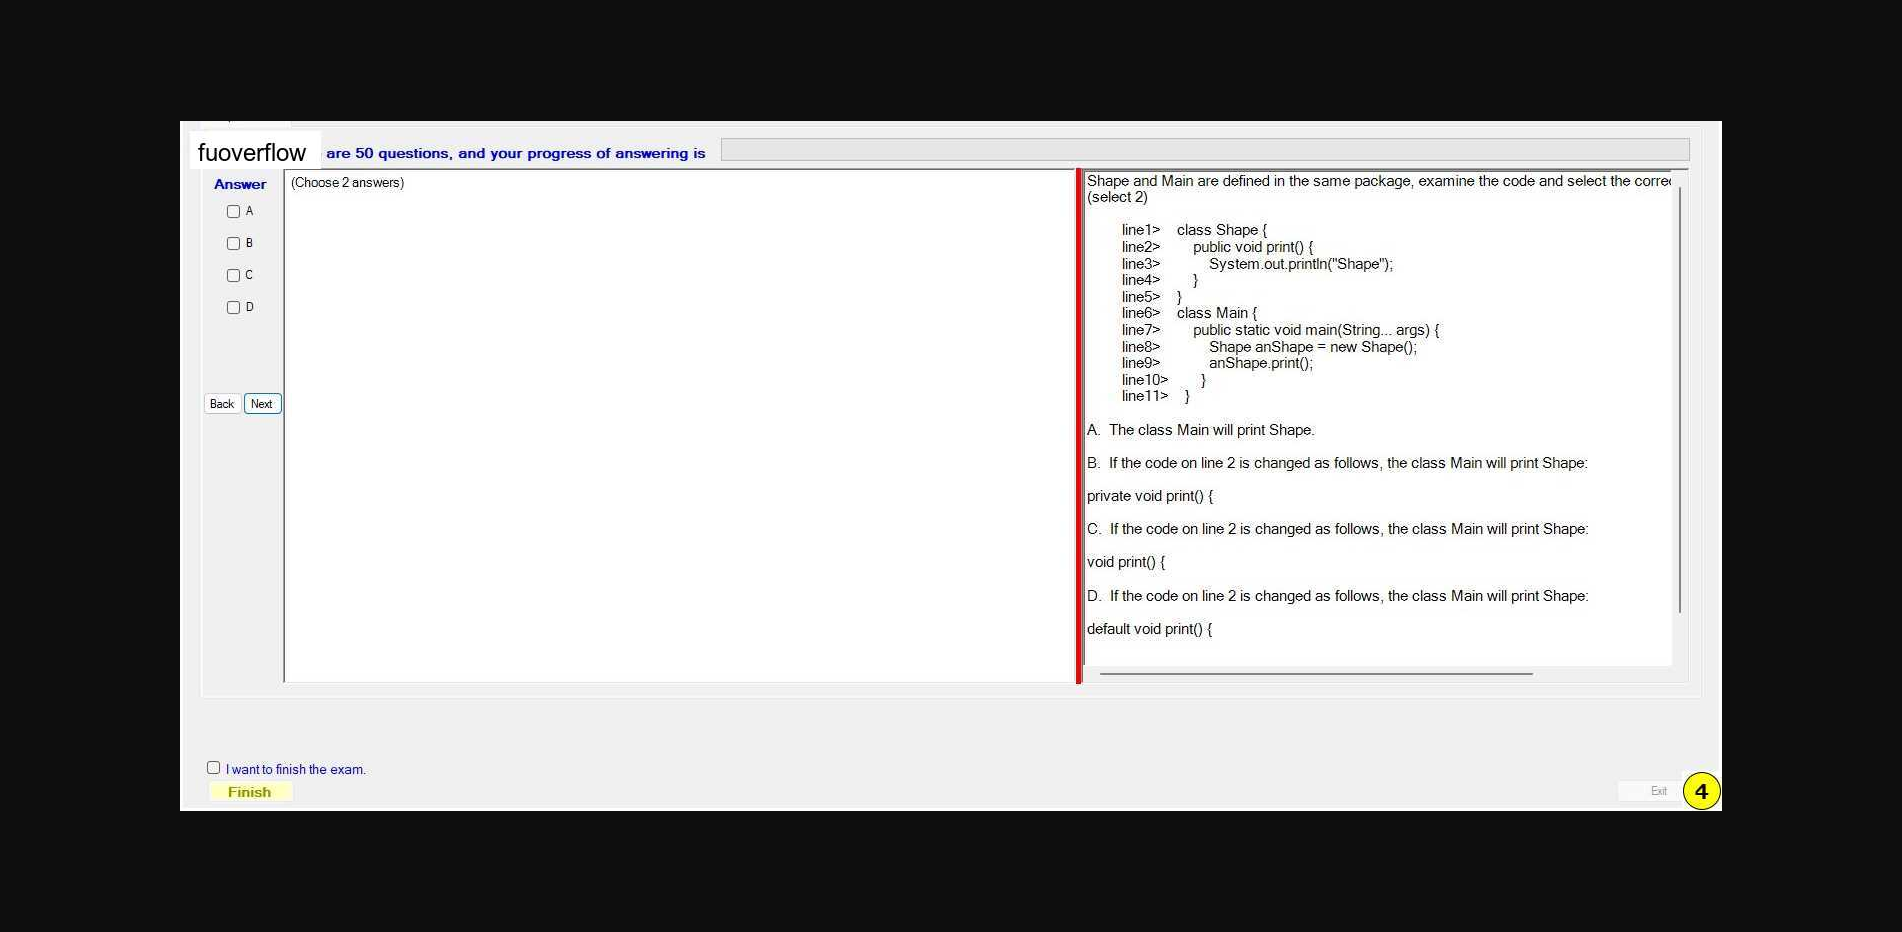 fuoverflow are 50 questions, and your progress of answering is
Answer
A
B
C
D
Back Next
(Choose 2 answers)
Shape and Main are defined in the same package, examine the code and select the corre
(select 2)
line1> class Shape {
line2> public void print() {
line3> System.out.println("Shape");
line4> }
line5> }
line6> class Main {
line7> public static void main(String... args) {
line8> Shape anShape = new Shape();
line9> anShape.print();
line10> }
line11> }
A. The class Main will print Shape.
B. If the code on line 2 is changed as follows, the class Main will print Shape:
private void print() {
C. If the code on line 2 is changed as follows, the class Main will print Shape:
void print() {
D. If the code on line 2 is changed as follows, the class Main will print Shape:
default void print() {
I want to finish the exam.
Finish
Exit
4